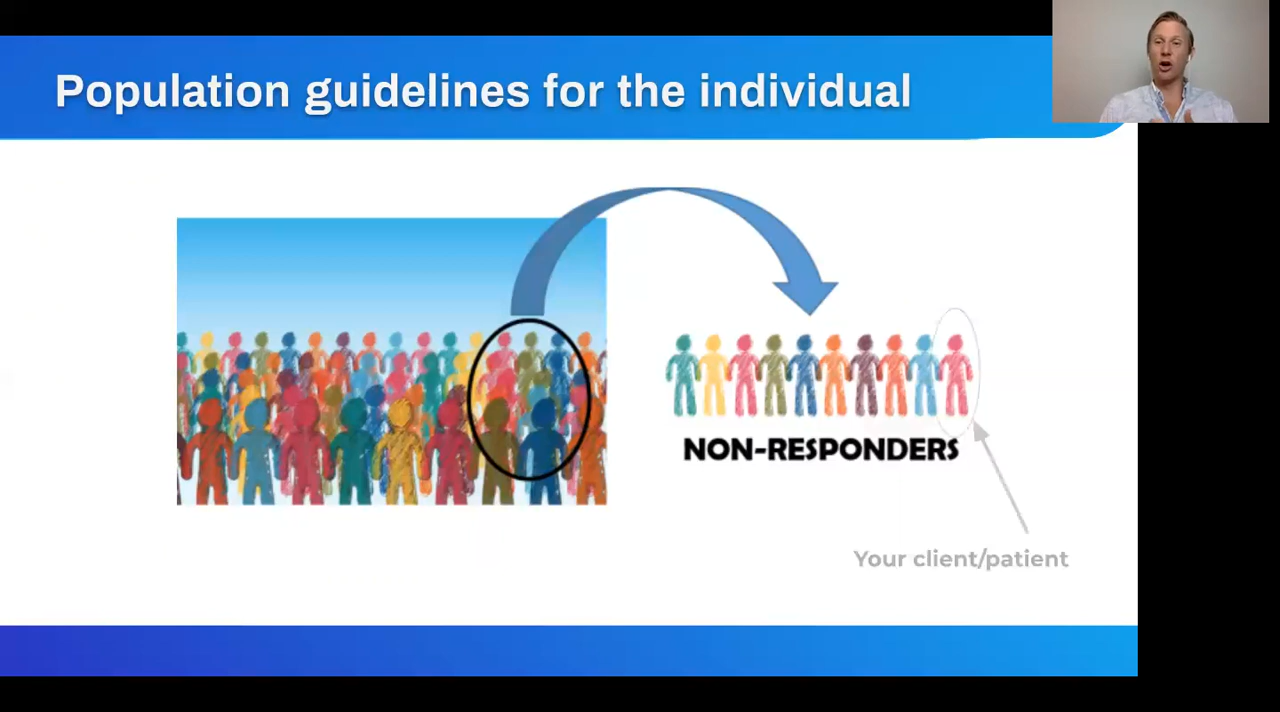 Population guidelines for the individual
NON-RESPONDERS
Your client/patient